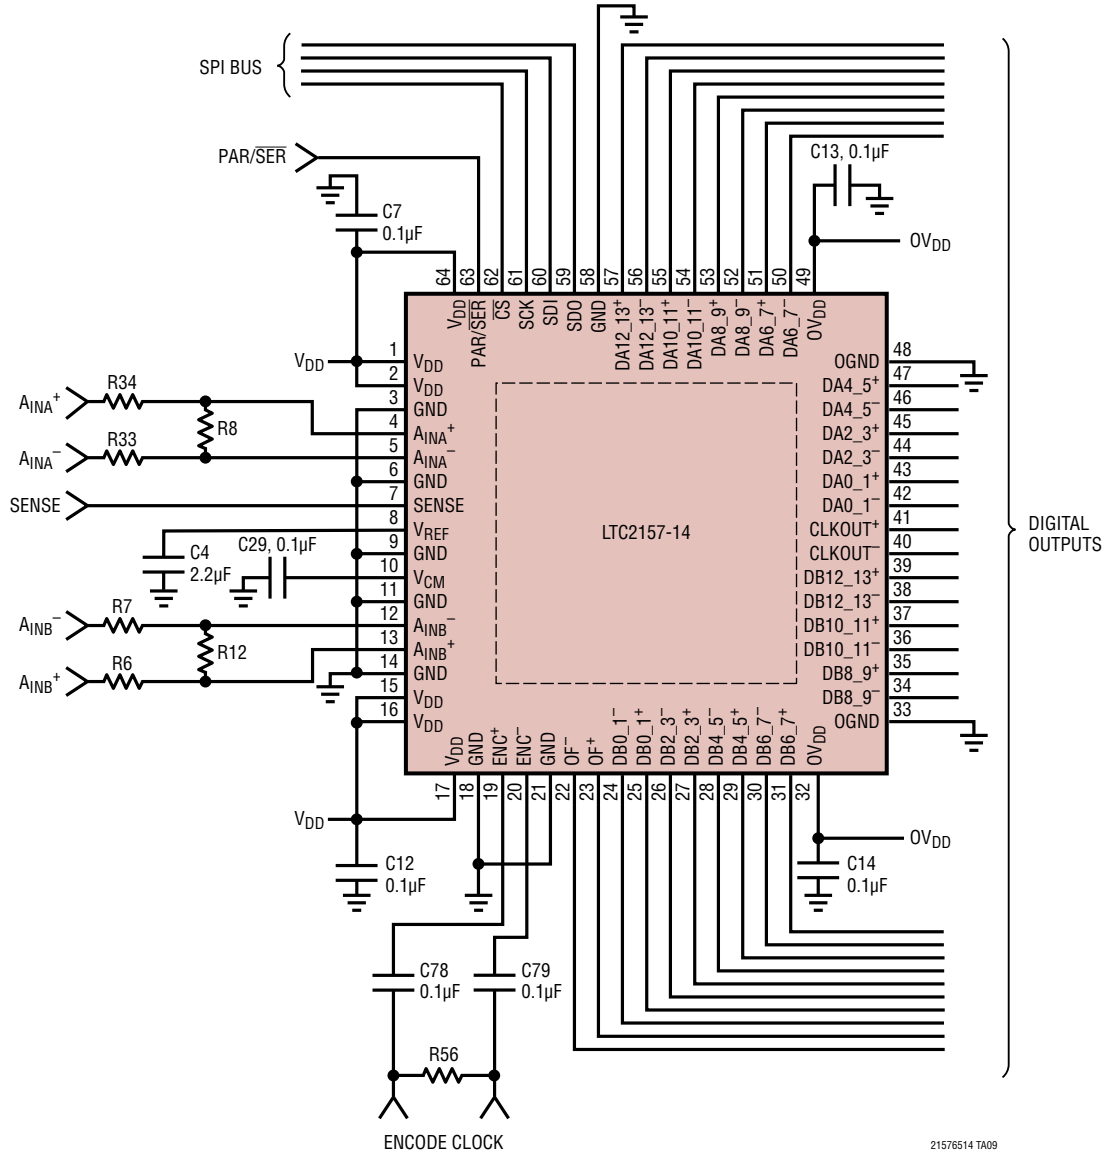 SPI BUS
PAR/SER
C7
0.1µF
C13, 0.1µF
OVDD
64
63
62
61
60
59
58
57
56
55
54
53
52
51
50
49
VDD
PAR/SER
CS
SCK
SDI
SDO
GND
DA12_13+
DA12_13−
DA10_11+
DA10_11−
DA8_9+
DA8_9−
DA6_7+
DA6_7−
OVDD
VDD
1 VDD
2 VDD
3 GND
4 AINA+
5 AINA−
6 GND
7 SENSE
8 VREF
9 GND
10 VCM
11 GND
12 AINB−
13 AINB+
14 GND
15 VDD
16 VDD
AINA+ R34
R8
AINA− R33
SENSE
C4
2.2µF
C29, 0.1µF
AINB− R7
R12
AINB+ R6
LTC2157-14
OGND 48
DA4_5+ 47
DA4_5− 46
DA2_3+ 45
DA2_3− 44
DA0_1+ 43
DA0_1− 42
CLKOUT+ 41
CLKOUT− 40
DB12_13+ 39
DB12_13− 38
DB10_11+ 37
DB10_11− 36
DB8_9+ 35
DB8_9− 34
OGND 33
DIGITAL
OUTPUTS
VDD
GND
ENC+
ENC−
GND
OF−
OF+
DB0_1−
DB0_1+
DB2_3−
DB2_3+
DB4_5−
DB4_5+
DB6_7−
DB6_7+
OVDD
17
18
19
20
21
22
23
24
25
26
27
28
29
30
31
32
VDD
C12
0.1µF
OVDD
C14
0.1µF
C78
0.1µF
C79
0.1µF
R56
ENCODE CLOCK
21576514 TA09